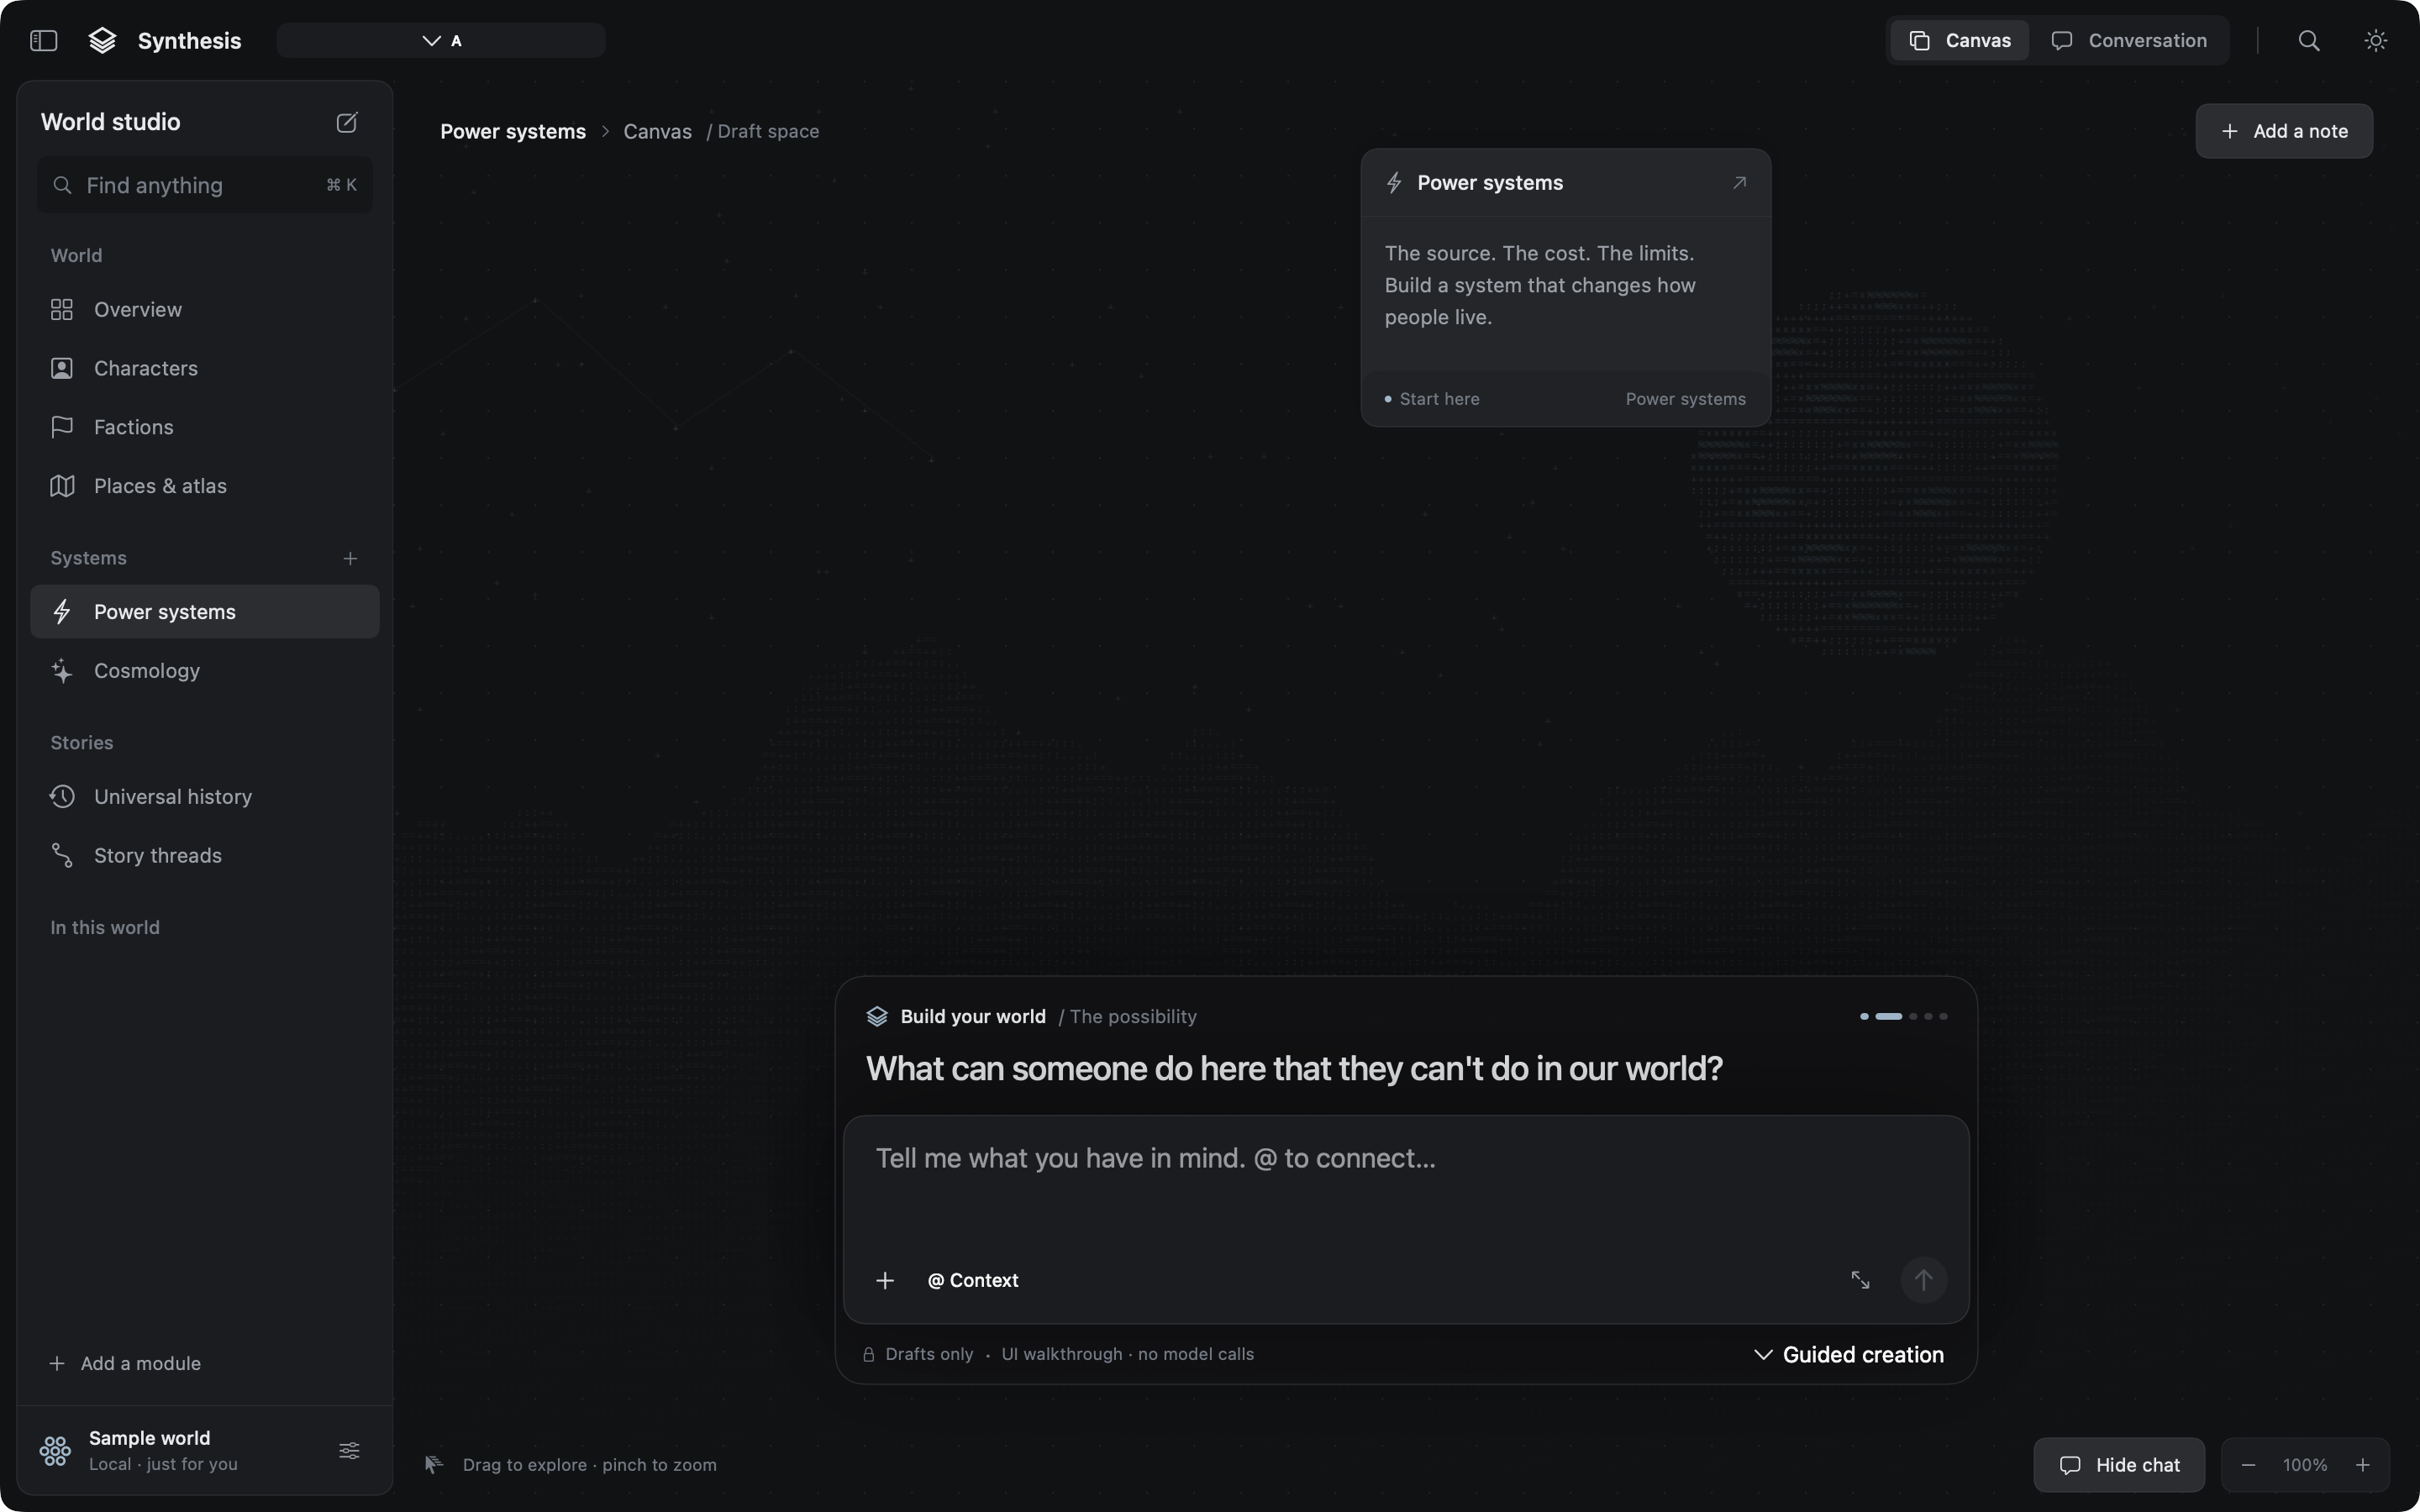 Synthesis
A
Canvas
Conversation
World studio
Find anything
⌘ K
World
Overview
Characters
Factions
Places & atlas
Systems
Power systems
Cosmology
Stories
Universal history
Story threads
In this world
Add a module
Sample world
Local · just for you
Power systems > Canvas / Draft space
Add a note
Power systems
The source. The cost. The limits.
Build a system that changes how
people live.
Start here
Power systems
Build your world / The possibility
What can someone do here that they can't do in our world?
Tell me what you have in mind. @ to connect...
@ Context
Drafts only · UI walkthrough · no model calls
Guided creation
Drag to explore · pinch to zoom
Hide chat
100%